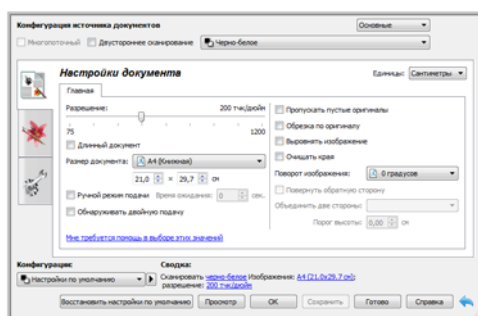 Конфигурация источника документов
Основные
Многопоточный
Двустороннее сканирование
Черно-белое
Настройки документа
Единицы: Сантиметры
Главная
Разрешение: 200 тчк/дюйм
75 1200
Длинный документ
Размер документа: A4 (Книжная)
21,0 x 29,7 см
Ручной режим подачи Время ожидания: 0 сек.
Обнаруживать двойную подачу
Мне требуется помощь в выборе этих значений
Пропускать пустые оригиналы
Обрезка по оригиналу
Выровнять изображение
Очищать края
Поворот изображения: 0 градусов
Повернуть обратную сторону
Объединить две стороны:
Порог высоты: 0,00 см
Конфигурация:
Настройки по умолчанию
Сводка:
Сканировать черно-белое Изображения: A4 (21.0x29.7 см);
разрешение: 200 тчк/дюйм
Восстановить настройки по умолчанию Просмотр OK Сохранить Готово Справка